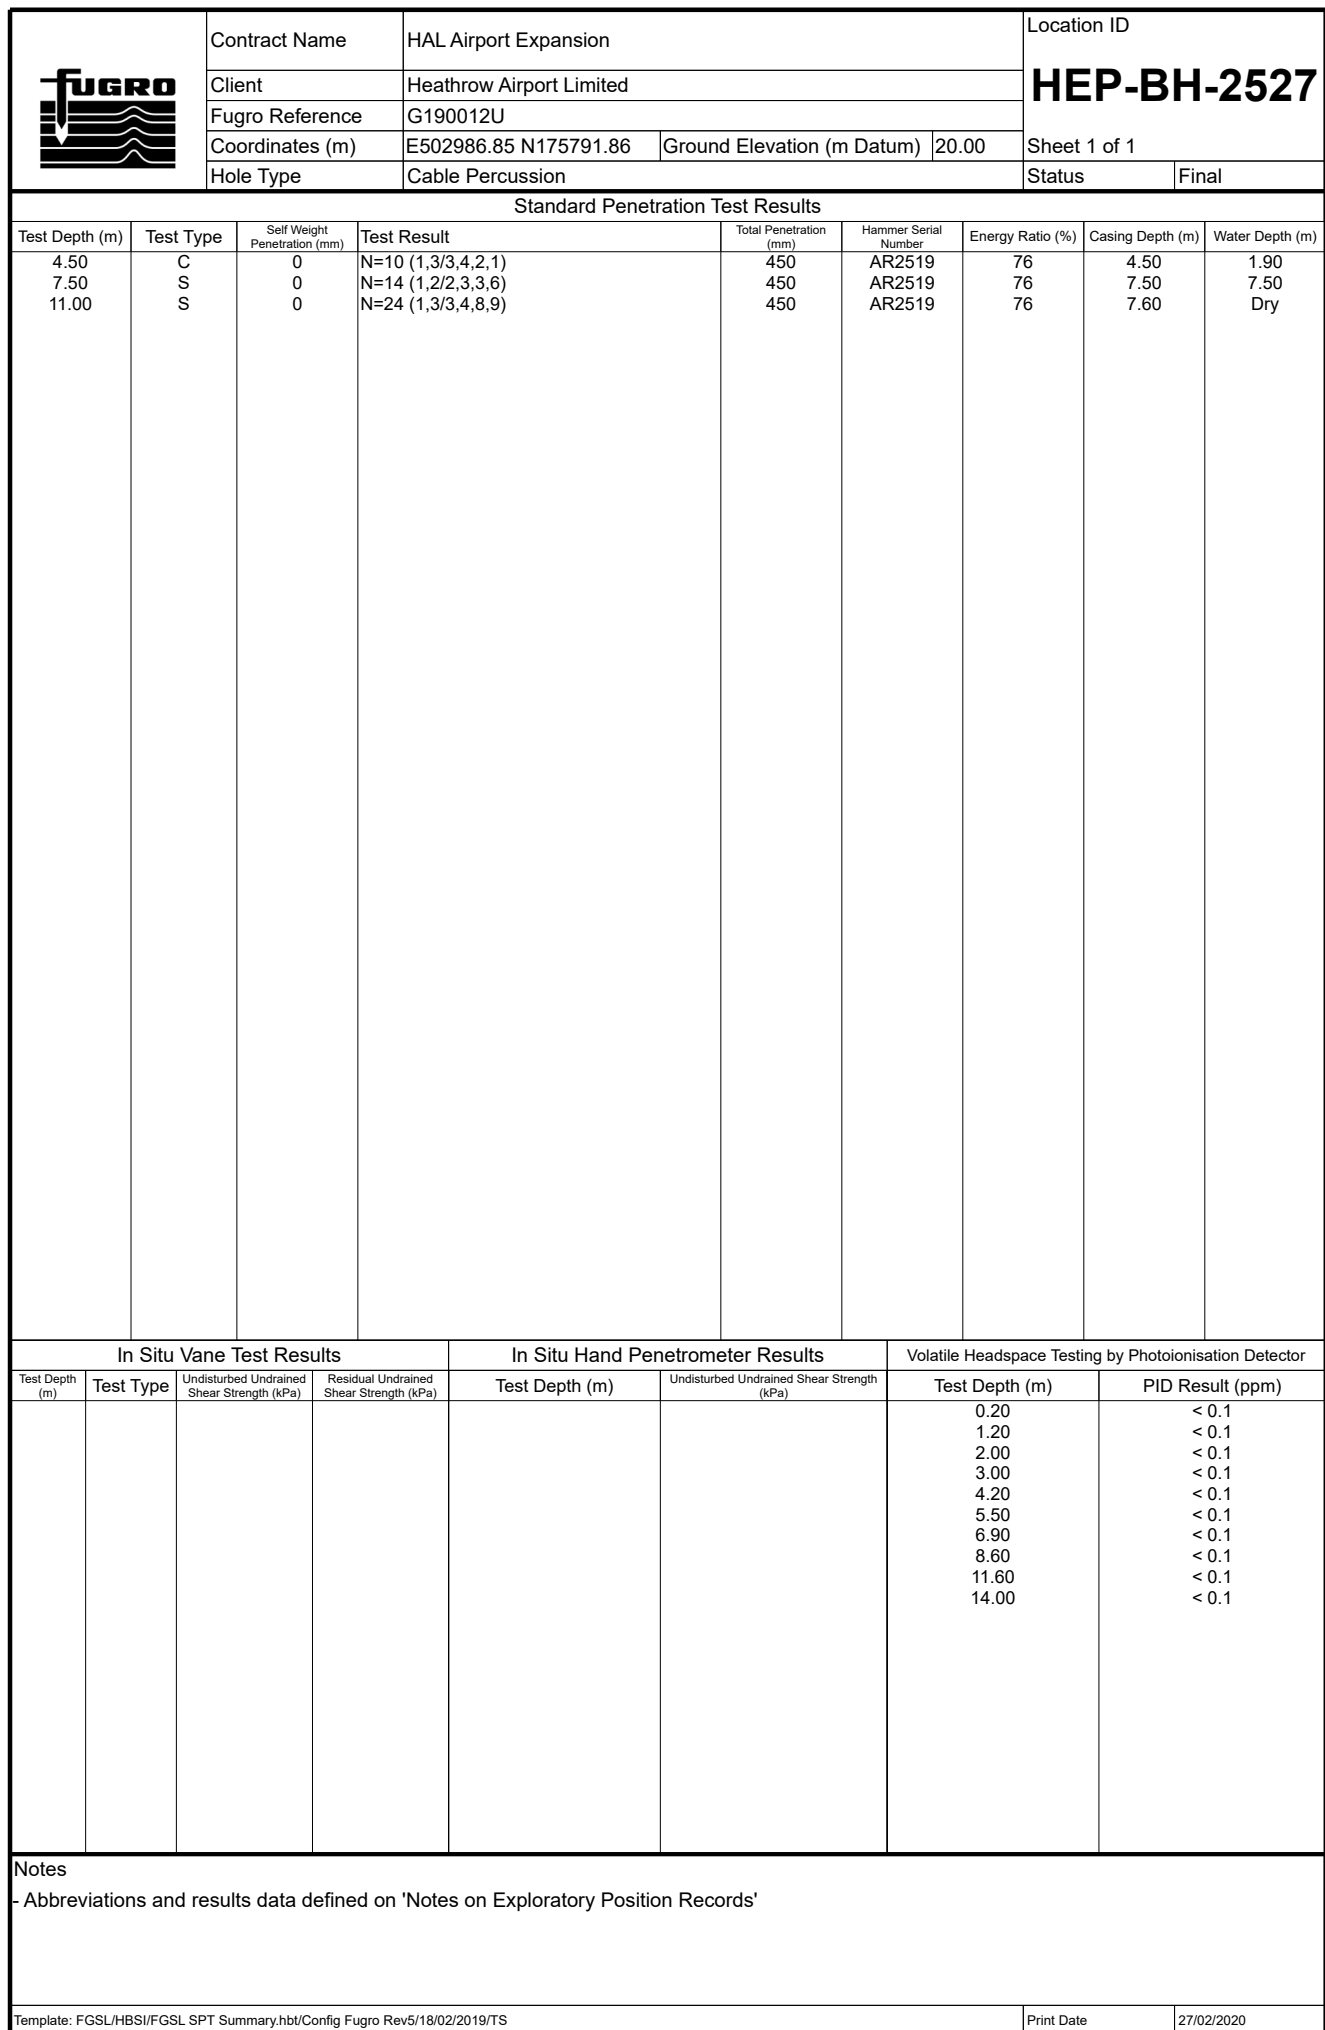 FUGRO
Contract Name HAL Airport Expansion
Location ID
HEP-BH-2527
Client Heathrow Airport Limited
Fugro Reference G190012U
Coordinates (m) E502986.85 N175791.86 Ground Elevation (m Datum) 20.00 Sheet 1 of 1
Hole Type Cable Percussion Status Final
Standard Penetration Test Results
Test Depth (m) Test Type Self Weight Penetration (mm) Test Result Total Penetration (mm) Hammer Serial Number Energy Ratio (%) Casing Depth (m) Water Depth (m)
4.50 C 0 N=10 (1,3/3,4,2,1) 450 AR2519 76 4.50 1.90
7.50 S 0 N=14 (1,2/2,3,3,6) 450 AR2519 76 7.50 7.50
11.00 S 0 N=24 (1,3/3,4,8,9) 450 AR2519 76 7.60 Dry
In Situ Vane Test Results In Situ Hand Penetrometer Results Volatile Headspace Testing by Photoionisation Detector
Test Depth (m) Test Type Undisturbed Undrained Shear Strength (kPa) Residual Undrained Shear Strength (kPa) Test Depth (m) Undisturbed Undrained Shear Strength (kPa) Test Depth (m) PID Result (ppm)
0.20 < 0.1
1.20 < 0.1
2.00 < 0.1
3.00 < 0.1
4.20 < 0.1
5.50 < 0.1
6.90 < 0.1
8.60 < 0.1
11.60 < 0.1
14.00 < 0.1
Notes
- Abbreviations and results data defined on 'Notes on Exploratory Position Records'
Template: FGSL/HBSI/FGSL SPT Summary.hbt/Config Fugro Rev5/18/02/2019/TS Print Date 27/02/2020